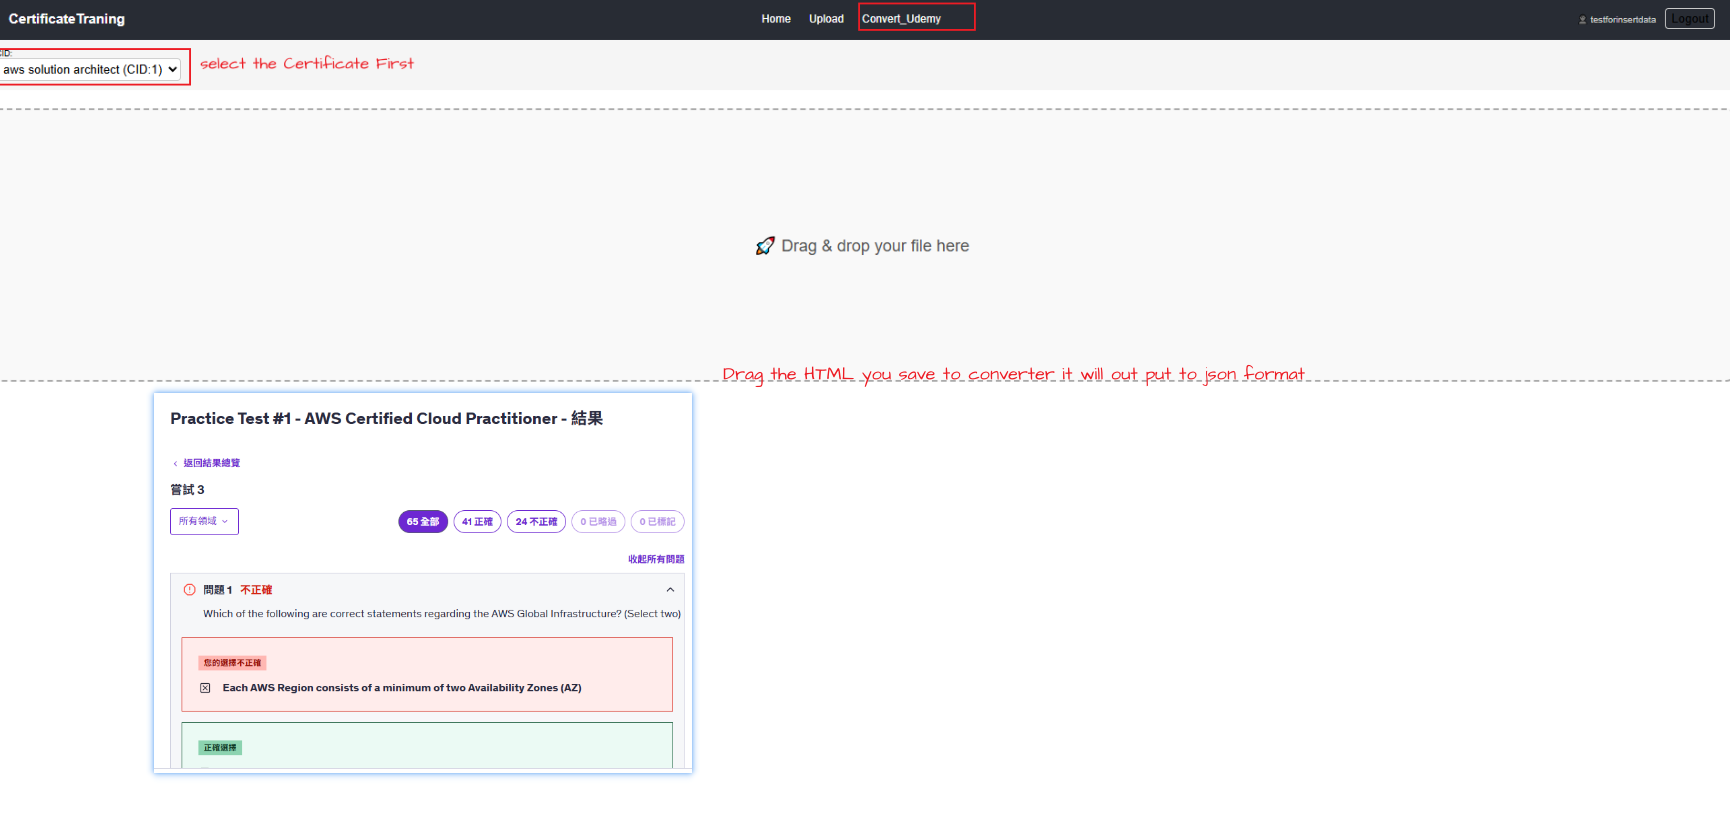 CertificateTraning Home Upload Convert_Udemy testforinsertdata Logout
CID:
aws solution architect (CID:1) select the Certificate First
🚀 Drag & drop your file here
Drag the HTML you save to converter it will out put to json format
Practice Test #1 - AWS Certified Cloud Practitioner - 結果
返回結果總覽
嘗試 3
所有領域 65 全部 41 正確 24 不正確 0 已略過 0 已標記
收起所有問題
問題 1 不正確
Which of the following are correct statements regarding the AWS Global Infrastructure? (Select two)
您的選擇不正確
Each AWS Region consists of a minimum of two Availability Zones (AZ)
正確選擇